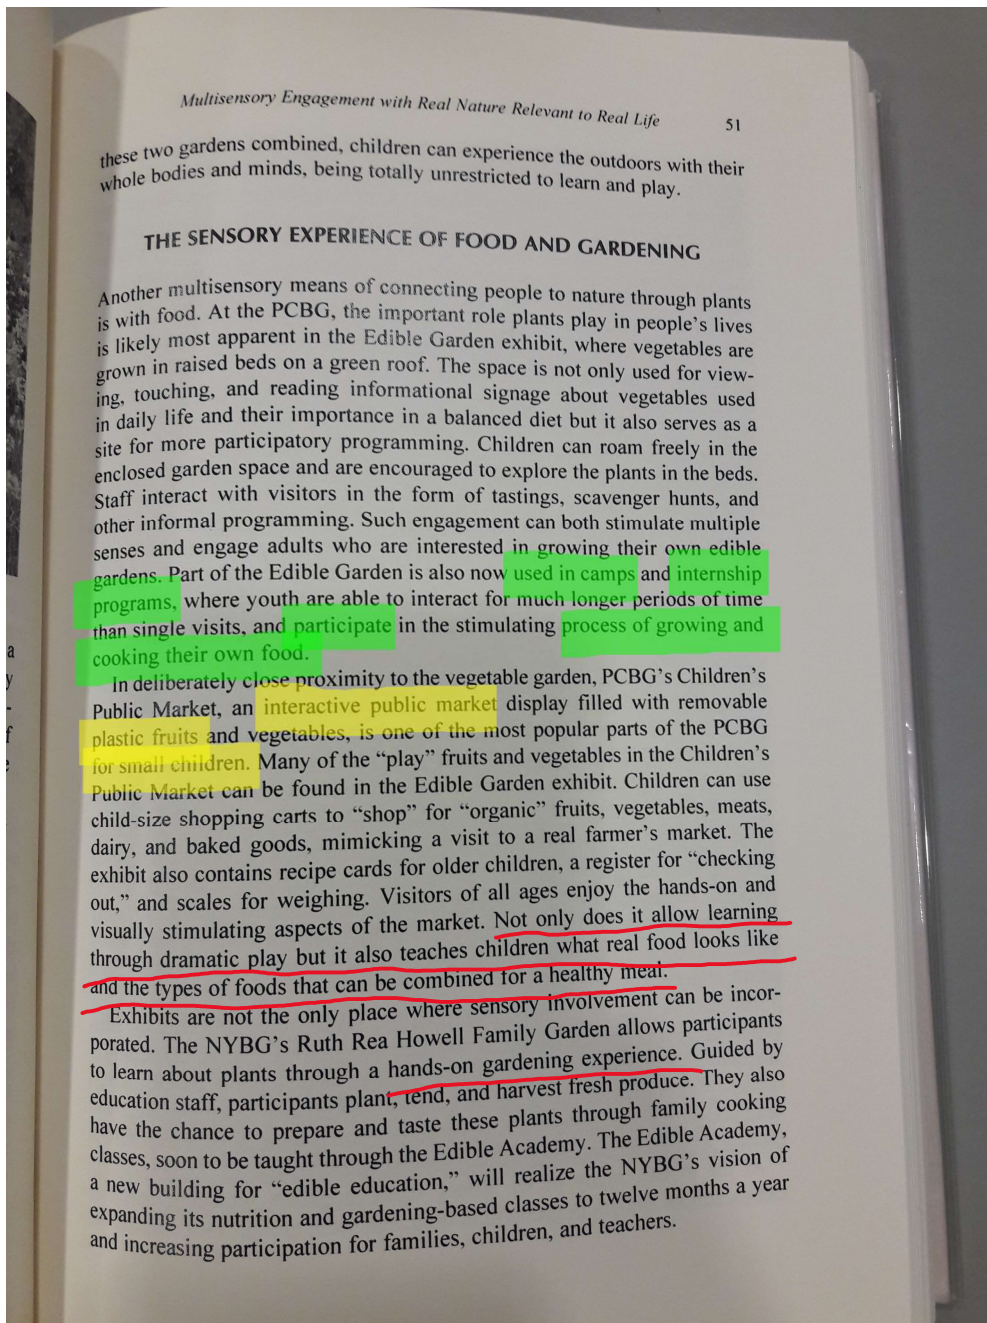 Multisensory Engagement with Real Nature Relevant to Real Life 51
these two gardens combined, children can experience the outdoors with their
whole bodies and minds, being totally unrestricted to learn and play.
THE SENSORY EXPERIENCE OF FOOD AND GARDENING
Another multisensory means of connecting people to nature through plants
is with food. At the PCBG, the important role plants play in people's lives
is likely most apparent in the Edible Garden exhibit, where vegetables are
grown in raised beds on a green roof. The space is not only used for view-
ing, touching, and reading informational signage about vegetables used
in daily life and their importance in a balanced diet but it also serves as a
site for more participatory programming. Children can roam freely in the
enclosed garden space and are encouraged to explore the plants in the beds.
Staff interact with visitors in the form of tastings, scavenger hunts, and
other informal programming. Such engagement can both stimulate multiple
senses and engage adults who are interested in growing their own edible
gardens. Part of the Edible Garden is also now used in camps and internship
programs, where youth are able to interact for much longer periods of time
than single visits, and participate in the stimulating process of growing and
cooking their own food.
In deliberately close proximity to the vegetable garden, PCBG's Children's
Public Market, an interactive public market display filled with removable
plastic fruits and vegetables, is one of the most popular parts of the PCBG
for small children. Many of the "play" fruits and vegetables in the Children's
Public Market can be found in the Edible Garden exhibit. Children can use
child-size shopping carts to "shop" for "organic" fruits, vegetables, meats,
dairy, and baked goods, mimicking a visit to a real farmer's market. The
exhibit also contains recipe cards for older children, a register for "checking
out," and scales for weighing. Visitors of all ages enjoy the hands-on and
visually stimulating aspects of the market. Not only does it allow learning
through dramatic play but it also teaches children what real food looks like
and the types of foods that can be combined for a healthy meal.
Exhibits are not the only place where sensory involvement can be incor-
porated. The NYBG's Ruth Rea Howell Family Garden allows participants
to learn about plants through a hands-on gardening experience. Guided by
education staff, participants plant, tend, and harvest fresh produce. They also
have the chance to prepare and taste these plants through family cooking
classes, soon to be taught through the Edible Academy. The Edible Academy,
a new building for "edible education," will realize the NYBG's vision of
expanding its nutrition and gardening-based classes to twelve months a year
and increasing participation for families, children, and teachers.
a
y
-
f